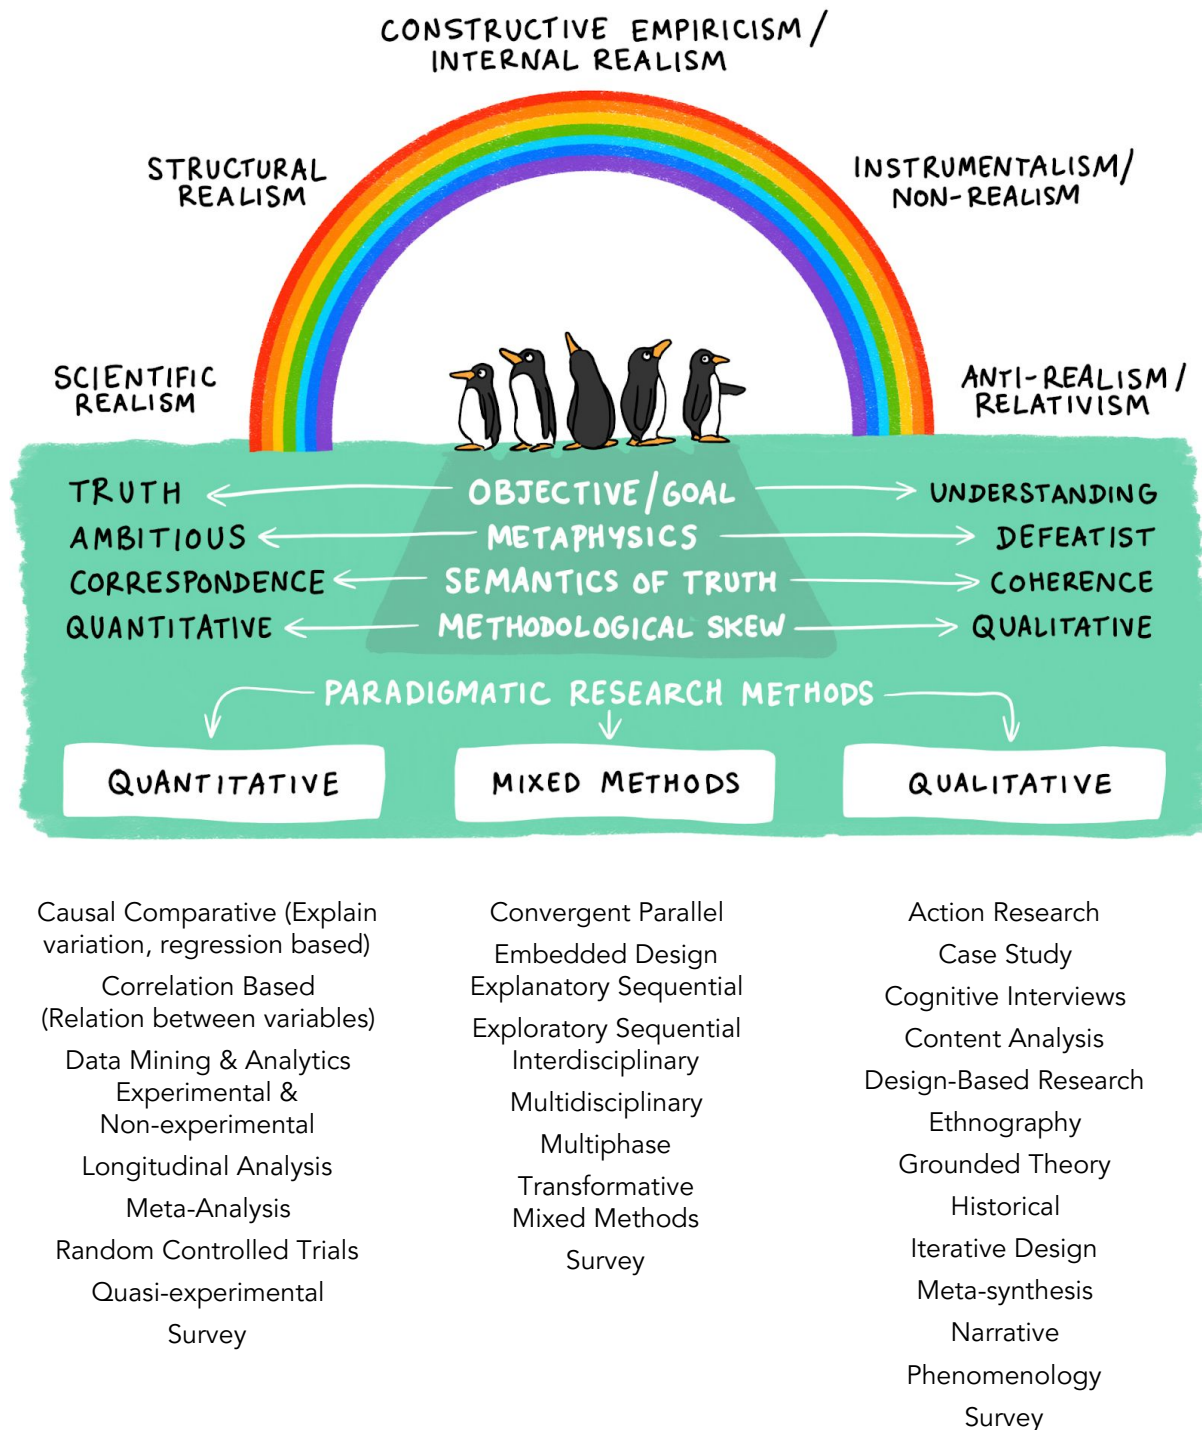 CONSTRUCTIVE EMPIRICISM /
INTERNAL REALISM
STRUCTURAL
REALISM
INSTRUMENTALISM/
NON-REALISM
SCIENTIFIC
REALISM
ANTI-REALISM /
RELATIVISM
TRUTH OBJECTIVE/GOAL UNDERSTANDING
AMBITIOUS METAPHYSICS DEFEATIST
CORRESPONDENCE SEMANTICS OF TRUTH COHERENCE
QUANTITATIVE METHODOLOGICAL SKEW QUALITATIVE
PARADIGMATIC RESEARCH METHODS
QUANTITATIVE
MIXED METHODS
QUALITATIVE
Causal Comparative (Explain
variation, regression based)
Correlation Based
(Relation between variables)
Data Mining & Analytics
Experimental &
Non-experimental
Longitudinal Analysis
Meta-Analysis
Random Controlled Trials
Quasi-experimental
Survey
Convergent Parallel
Embedded Design
Explanatory Sequential
Exploratory Sequential
Interdisciplinary
Multidisciplinary
Multiphase
Transformative
Mixed Methods
Survey
Action Research
Case Study
Cognitive Interviews
Content Analysis
Design-Based Research
Ethnography
Grounded Theory
Historical
Iterative Design
Meta-synthesis
Narrative
Phenomenology
Survey